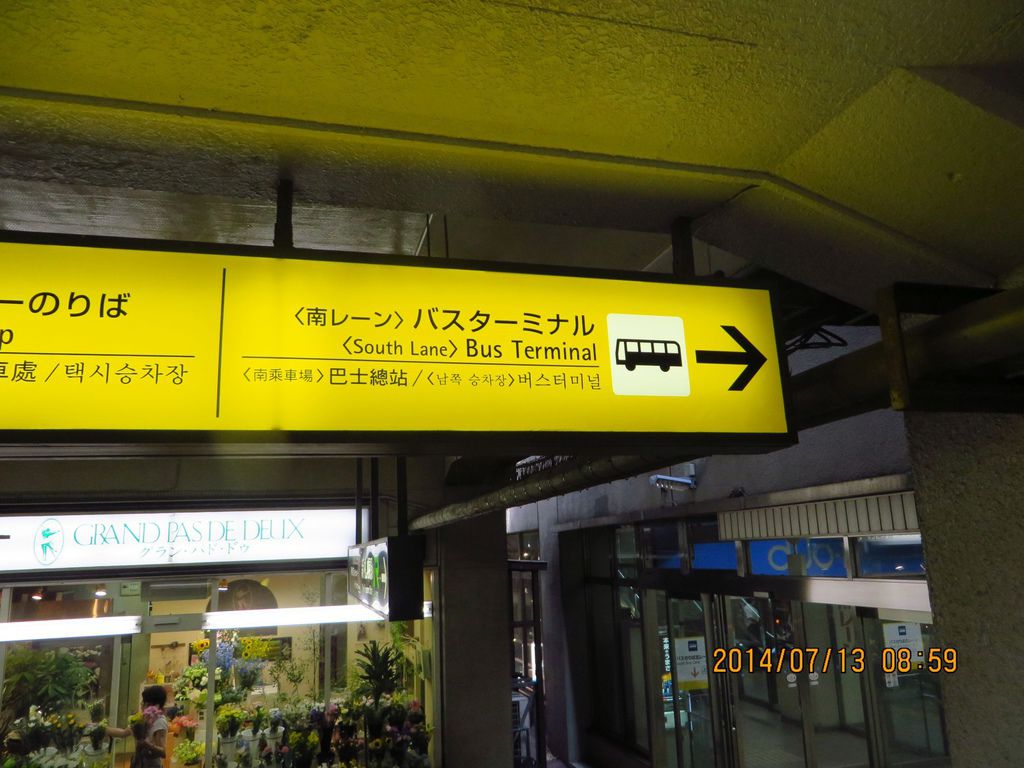 ーのりば
p
車處 / 택시승차장
〈南レーン〉バスターミナル
〈South Lane〉 Bus Terminal
〈南乘車場〉巴士總站 / 〈남쪽 승차장〉버스터미널
GRAND PAS DE DEUX
グラン・パ・ド・ドゥ
2014/07/13 08:59